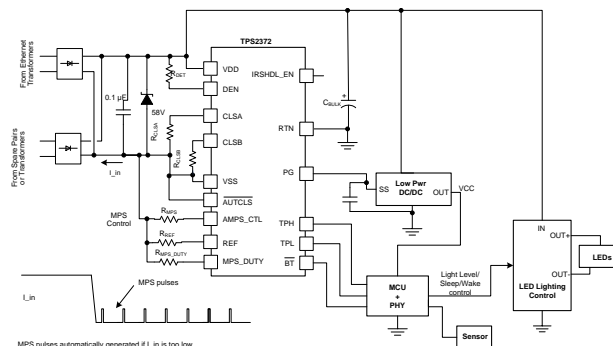 TPS2372
From Ethernet
Transformers
From Spare Pairs
or Transformers
0.1 µF
58V
RDET
RCLSA
RCLSB
I_in
VDD
DEN
CLSA
CLSB
VSS
AUTCLS
AMPS_CTL
REF
MPS_DUTY
IRSHDL_EN
RTN
PG
TPH
TPL
BT
MPS
Control
RMPS
RREF
RMPS_DUTY
CBULK
+
SS
Low Pwr
DC/DC
OUT
VCC
MCU
+
PHY
Light Level/
Sleep/Wake
control
Sensor
IN
OUT+
OUT-
LED Lighting
Control
LEDs
I_in
MPS pulses
MPS pulses automatically generated if I_in is too low